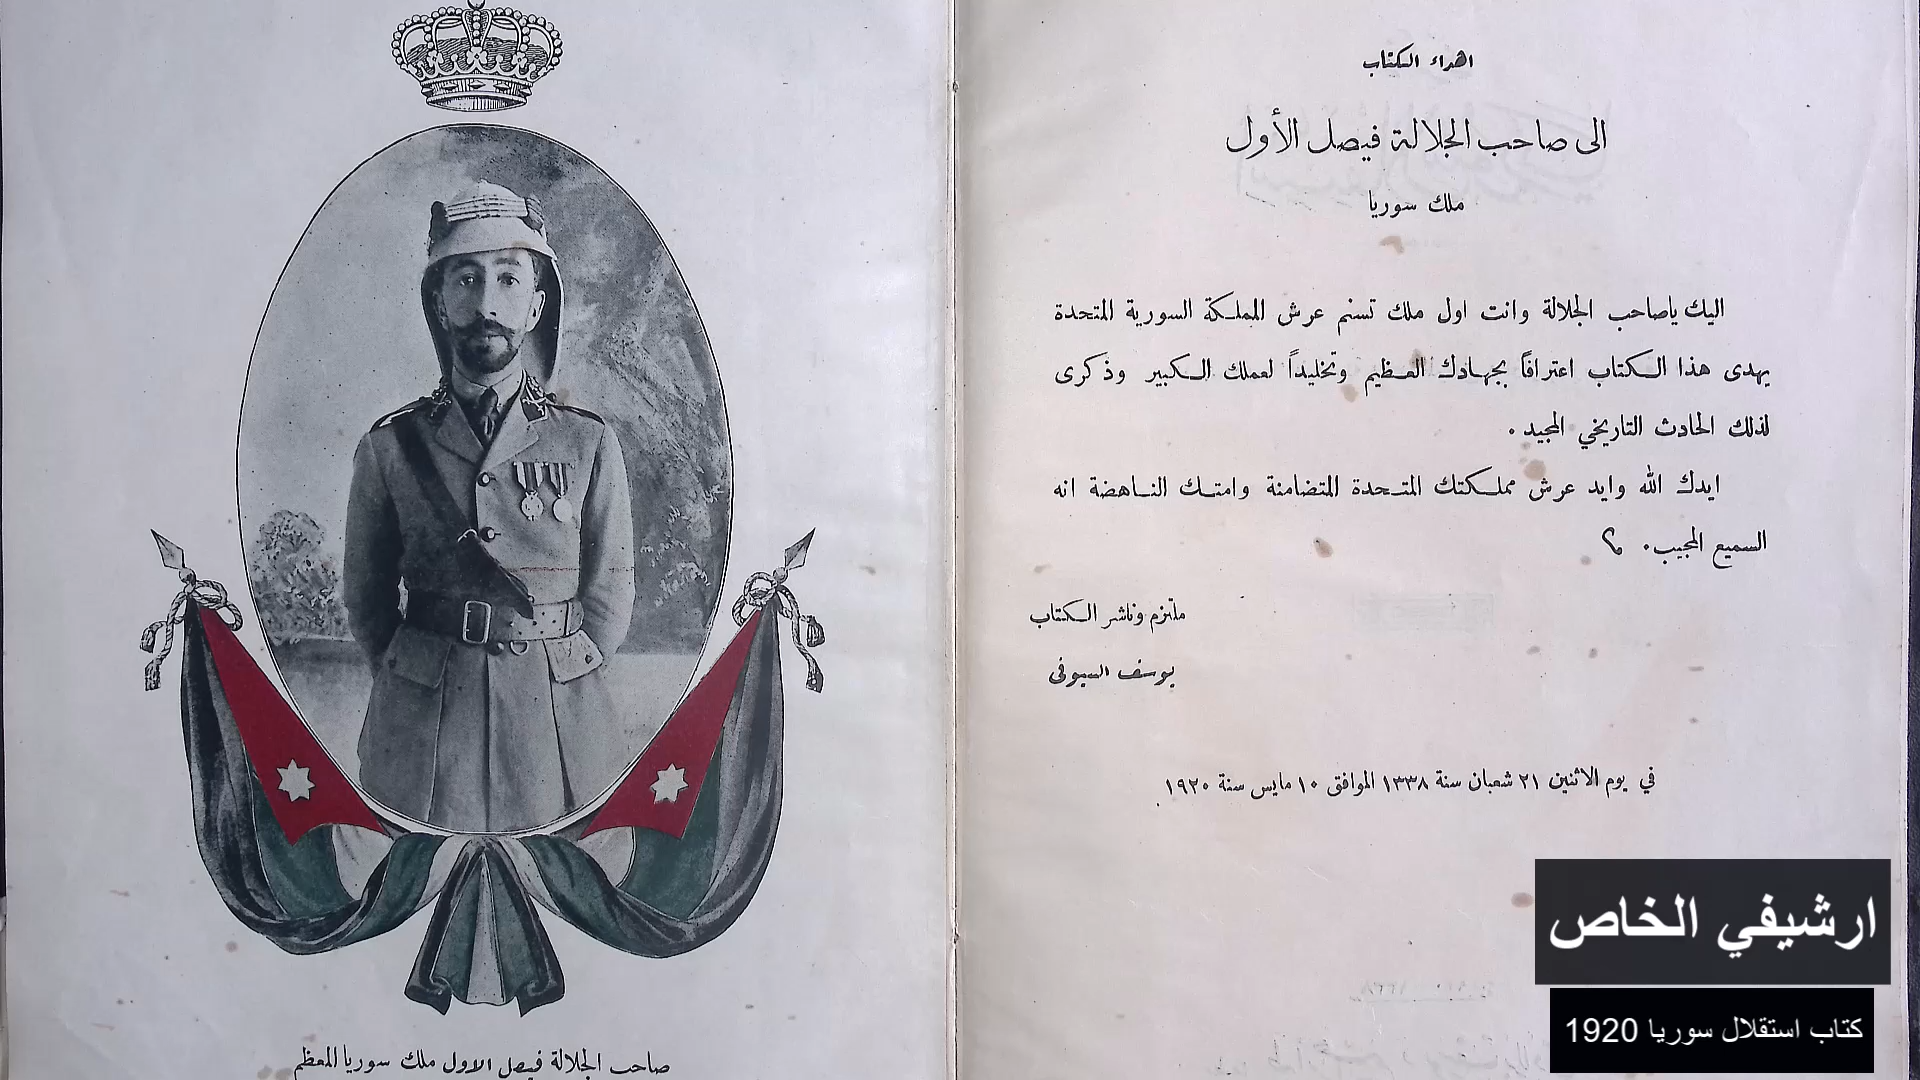 اهداء الكتاب
الى صاحب الجلالة فيصل الأول
ملك سوريا
اليك ياصاحب الجلالة وانت اول ملك تسنم عرش المملكة السورية المتحدة
يهدى هذا الكتاب اعترافاً بجهادك العظيم وتخليداً لعملك الكبير وذكرى
لذلك الحادث التاريخي المجيد .
ايدك الله وايد عرش مملكتك المتحدة المتضامنة وامتك الناهضة انه
السميع المجيب .
ملتزم وناشر الكتاب
يوسف السيوفى
في يوم الاثنين ٢١ شعبان سنة ١٣٣٨ الموافق ١٠ مايس سنة ١٩٢٠ .
صاحب الجلالة فيصل الاول ملك سوريا المعظم
ارشيفي الخاص
كتاب استقلال سوريا 1920